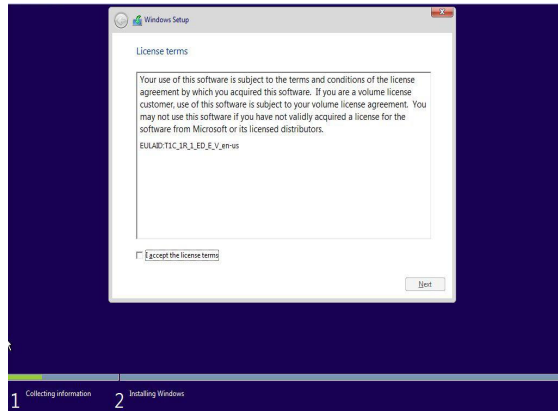 Windows Setup
License terms
Your use of this software is subject to the terms and conditions of the license
agreement by which you acquired this software. If you are a volume license
customer, use of this software is subject to your volume license agreement. You
may not use this software if you have not validly acquired a license for the
software from Microsoft or its licensed distributors.
EULAID:T1C_1R_1_ED_E_V_en-us
I accept the license terms
Next
1 Collecting information 2 Installing Windows